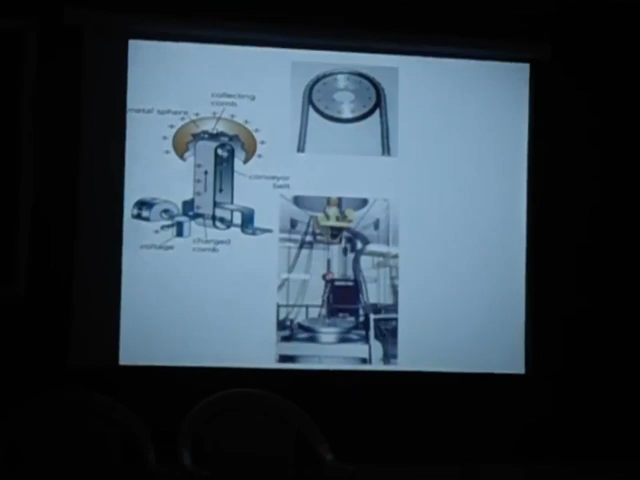 collecting
comb
metal sphere
conveyor
belt
voltage
charged
comb